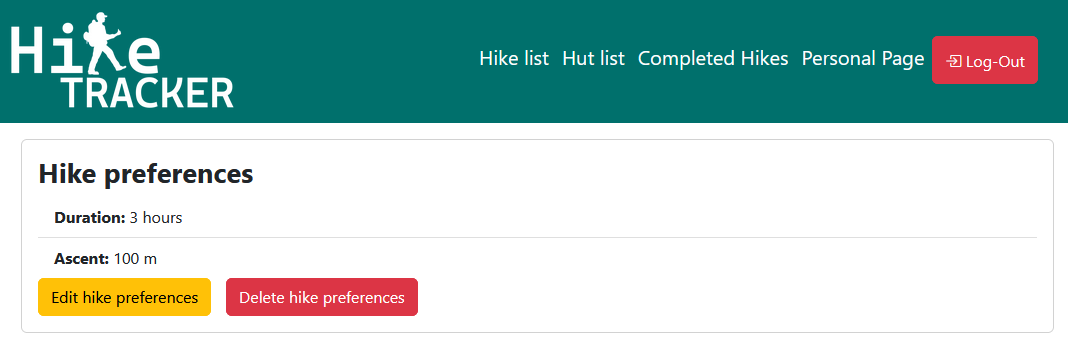 Hike
TRACKER
Hike list Hut list Completed Hikes Personal Page Log-Out
Hike preferences
Duration: 3 hours
Ascent: 100 m
Edit hike preferences Delete hike preferences